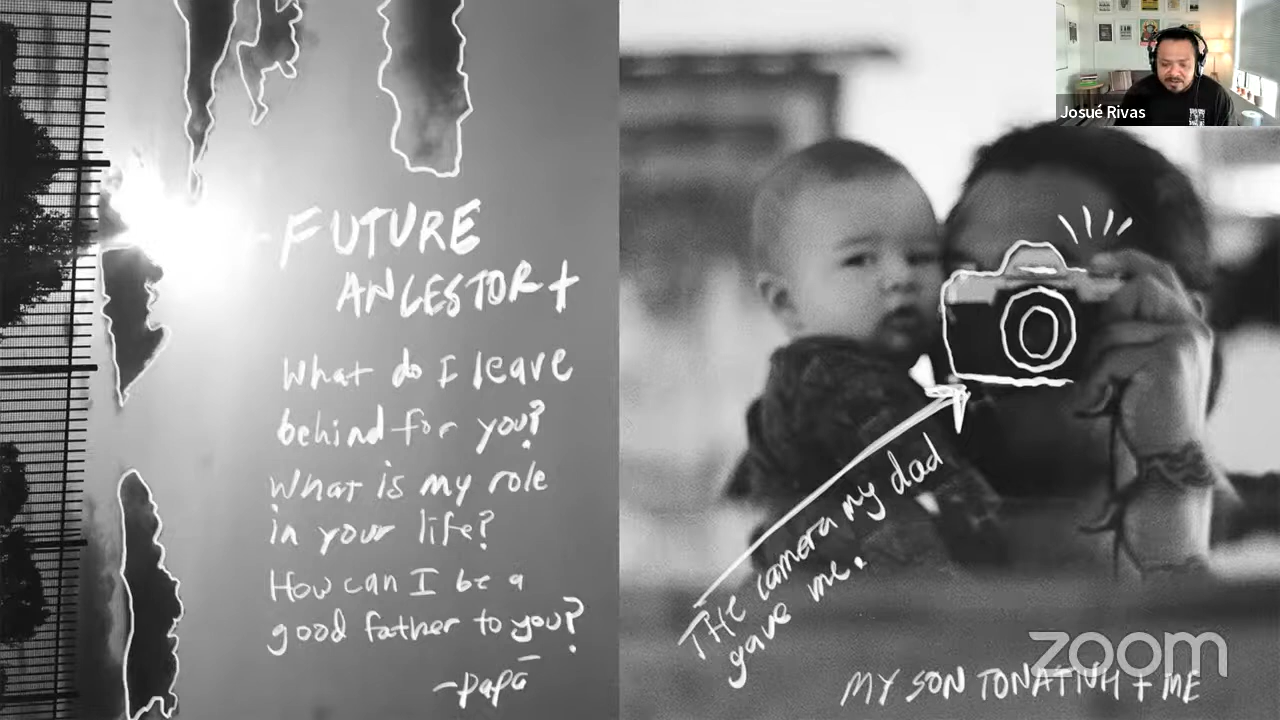 FUTURE
ANCESTOR +
What do I leave
behind for you?
What is my role
in your life?
How can I be a
good father to you?
-papá
THE camera my dad
gave me.
MY SON TONATIUH + ME
Josué Rivas
zoom